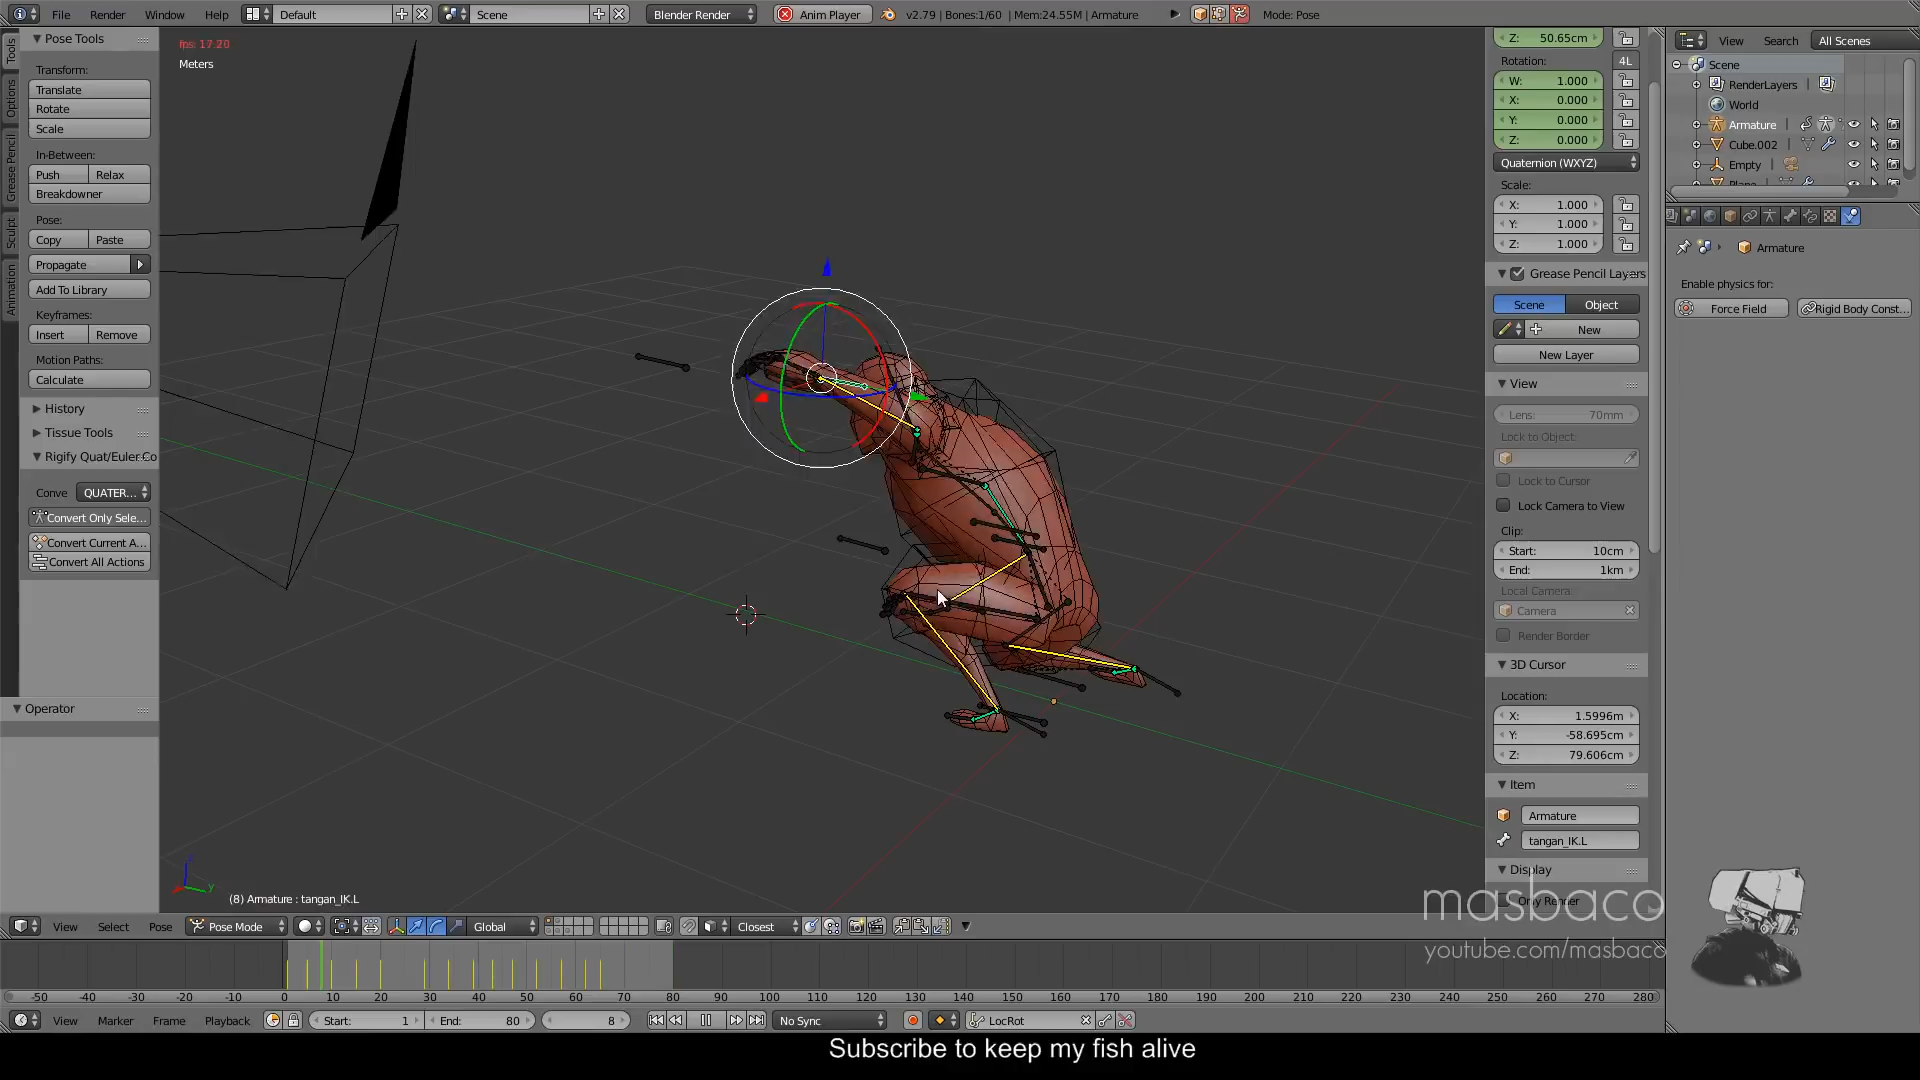 File Render Window Help Default Scene Blender Render Anim Player v2.79 | Bones:1/60 | Mem:24.55M | Armature Mode: Pose
fps: 17.20
Meters
Tools
Options
Grease Pencil
Sculpt
Animation
Pose Tools
Transform:
Translate
Rotate
Scale
In-Between:
Push Relax
Breakdowner
Pose:
Copy Paste
Propagate
Add To Library
Keyframes:
Insert Remove
Motion Paths:
Calculate
History
Tissue Tools
Rigify Quat/Euler Co
Conve QUATER...
Convert Only Sele...
Convert Current A...
Convert All Actions
Operator
(8) Armature : tangan_IK.L
Z: 50.65cm
Rotation: 4L
W: 1.000
X: 0.000
Y: 0.000
Z: 0.000
Quaternion (WXYZ)
Scale:
X: 1.000
Y: 1.000
Z: 1.000
Grease Pencil Layers
Scene Object
New
New Layer
View
Lens: 70mm
Lock to Object:
Lock to Cursor
Lock Camera to View
Clip:
Start: 10cm
End: 1km
Local Camera:
Camera
Render Border
3D Cursor
Location:
X: 1.5996m
Y: -58.695cm
Z: 79.606cm
Item
Armature
tangan_IK.L
Display
Only Render
View Search All Scenes
Scene
RenderLayers
World
Armature
Cube.002
Empty
Plane
Armature
Enable physics for:
Force Field Rigid Body Const...
masbaco
youtube.com/masbaco
View Select Pose Pose Mode Global Closest
-50 -40 -30 -20 -10 0 10 20 30 40 50 60 70 80 90 100 110 120 130 140 150 160 170 180 190 200 210 220 230 240 250 260 270 280
View Marker Frame Playback Start: 1 End: 80 8 No Sync LocRot
Subscribe to keep my fish alive